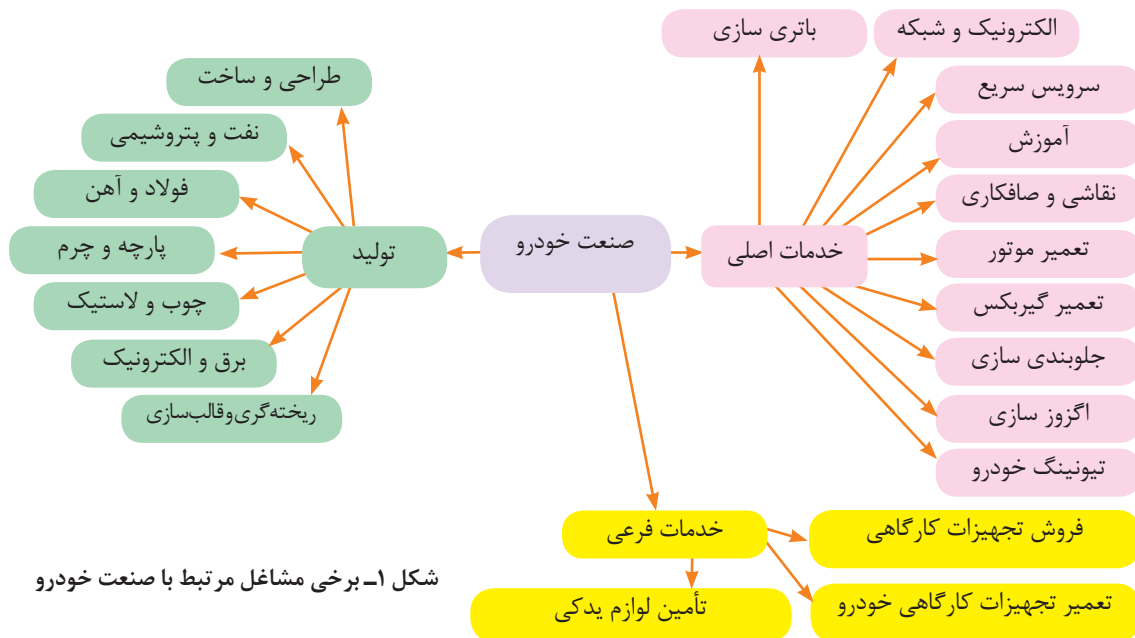 باتری سازی
الکترونیک و شبکه
سرویس سریع
آموزش
نقاشی و صافکاری
تعمیر موتور
تعمیر گیربکس
جلوبندی سازی
اگزوز سازی
تیونینگ خودرو
خدمات اصلی
صنعت خودرو
تولید
طراحی و ساخت
نفت و پتروشیمی
فولاد و آهن
پارچه و چرم
چوب و لاستیک
برق و الکترونیک
ریخته‌گری‌وقالب‌سازی
خدمات فرعی
فروش تجهیزات کارگاهی
تعمیر تجهیزات کارگاهی خودرو
تأمین لوازم یدکی
شکل ۱ـ برخی مشاغل مرتبط با صنعت خودرو